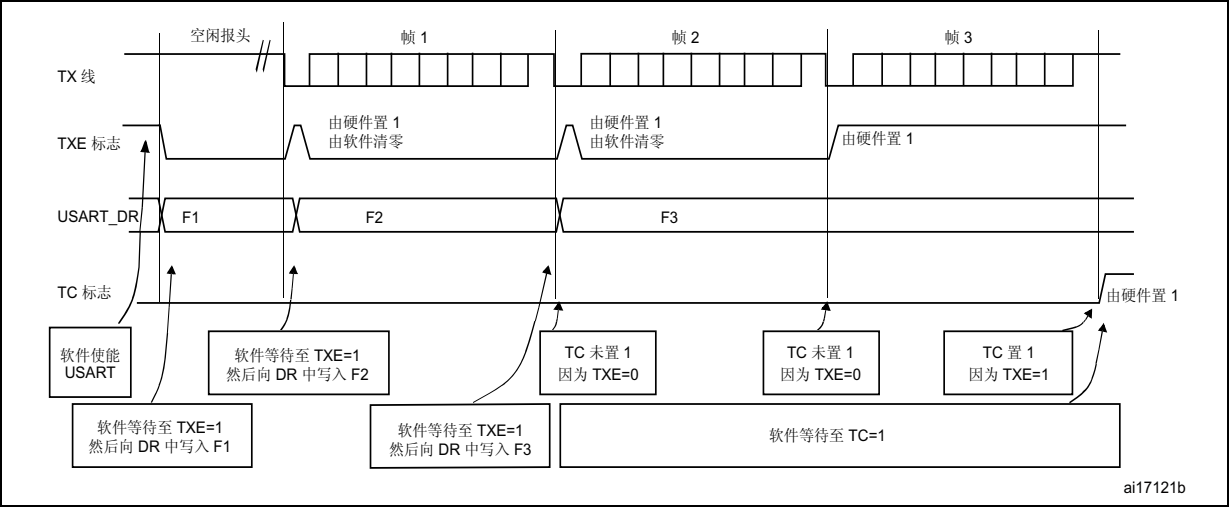 空闲报头
帧 1
帧 2
帧 3
TX 线
TXE 标志
由硬件置 1
由软件清零
由硬件置 1
由软件清零
由硬件置 1
USART_DR
F1
F2
F3
TC 标志
由硬件置 1
软件使能
USART
软件等待至 TXE=1
然后向 DR 中写入 F2
TC 未置 1
因为 TXE=0
TC 未置 1
因为 TXE=0
TC 置 1
因为 TXE=1
软件等待至 TXE=1
然后向 DR 中写入 F1
软件等待至 TXE=1
然后向 DR 中写入 F3
软件等待至 TC=1
ai17121b